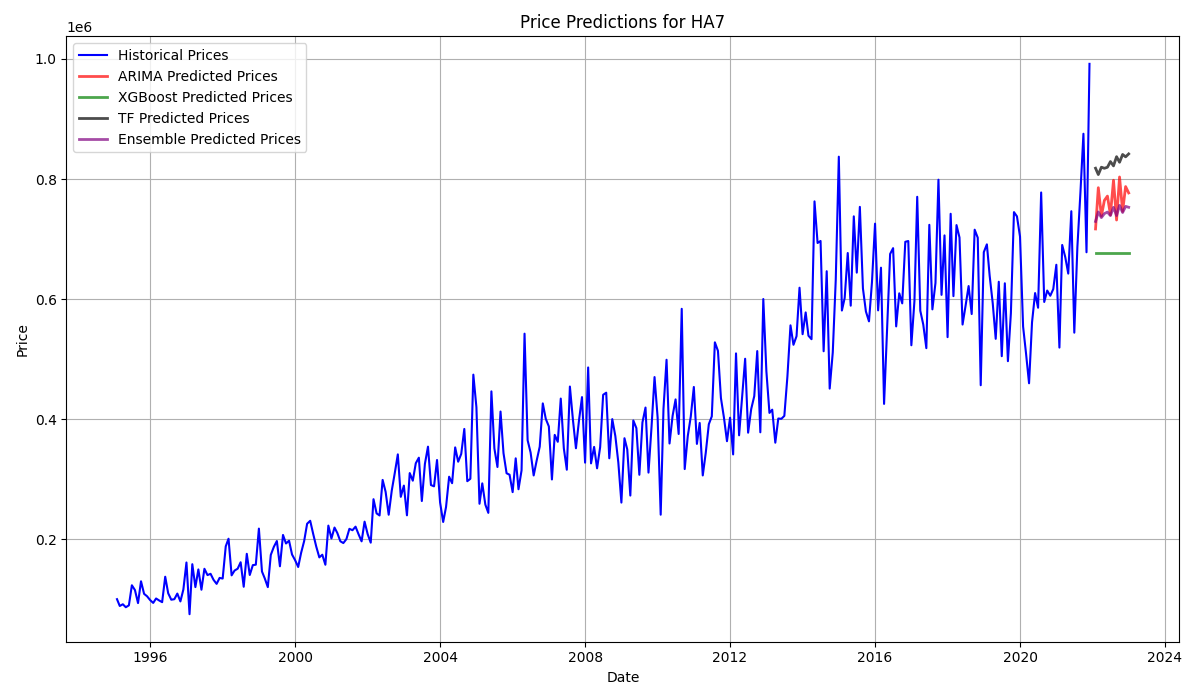 Price Predictions for HA7
1e6
Historical Prices
ARIMA Predicted Prices
XGBoost Predicted Prices
TF Predicted Prices
Ensemble Predicted Prices
1.0
0.8
0.6
0.4
0.2
Price
1996 2000 2004 2008 2012 2016 2020 2024
Date